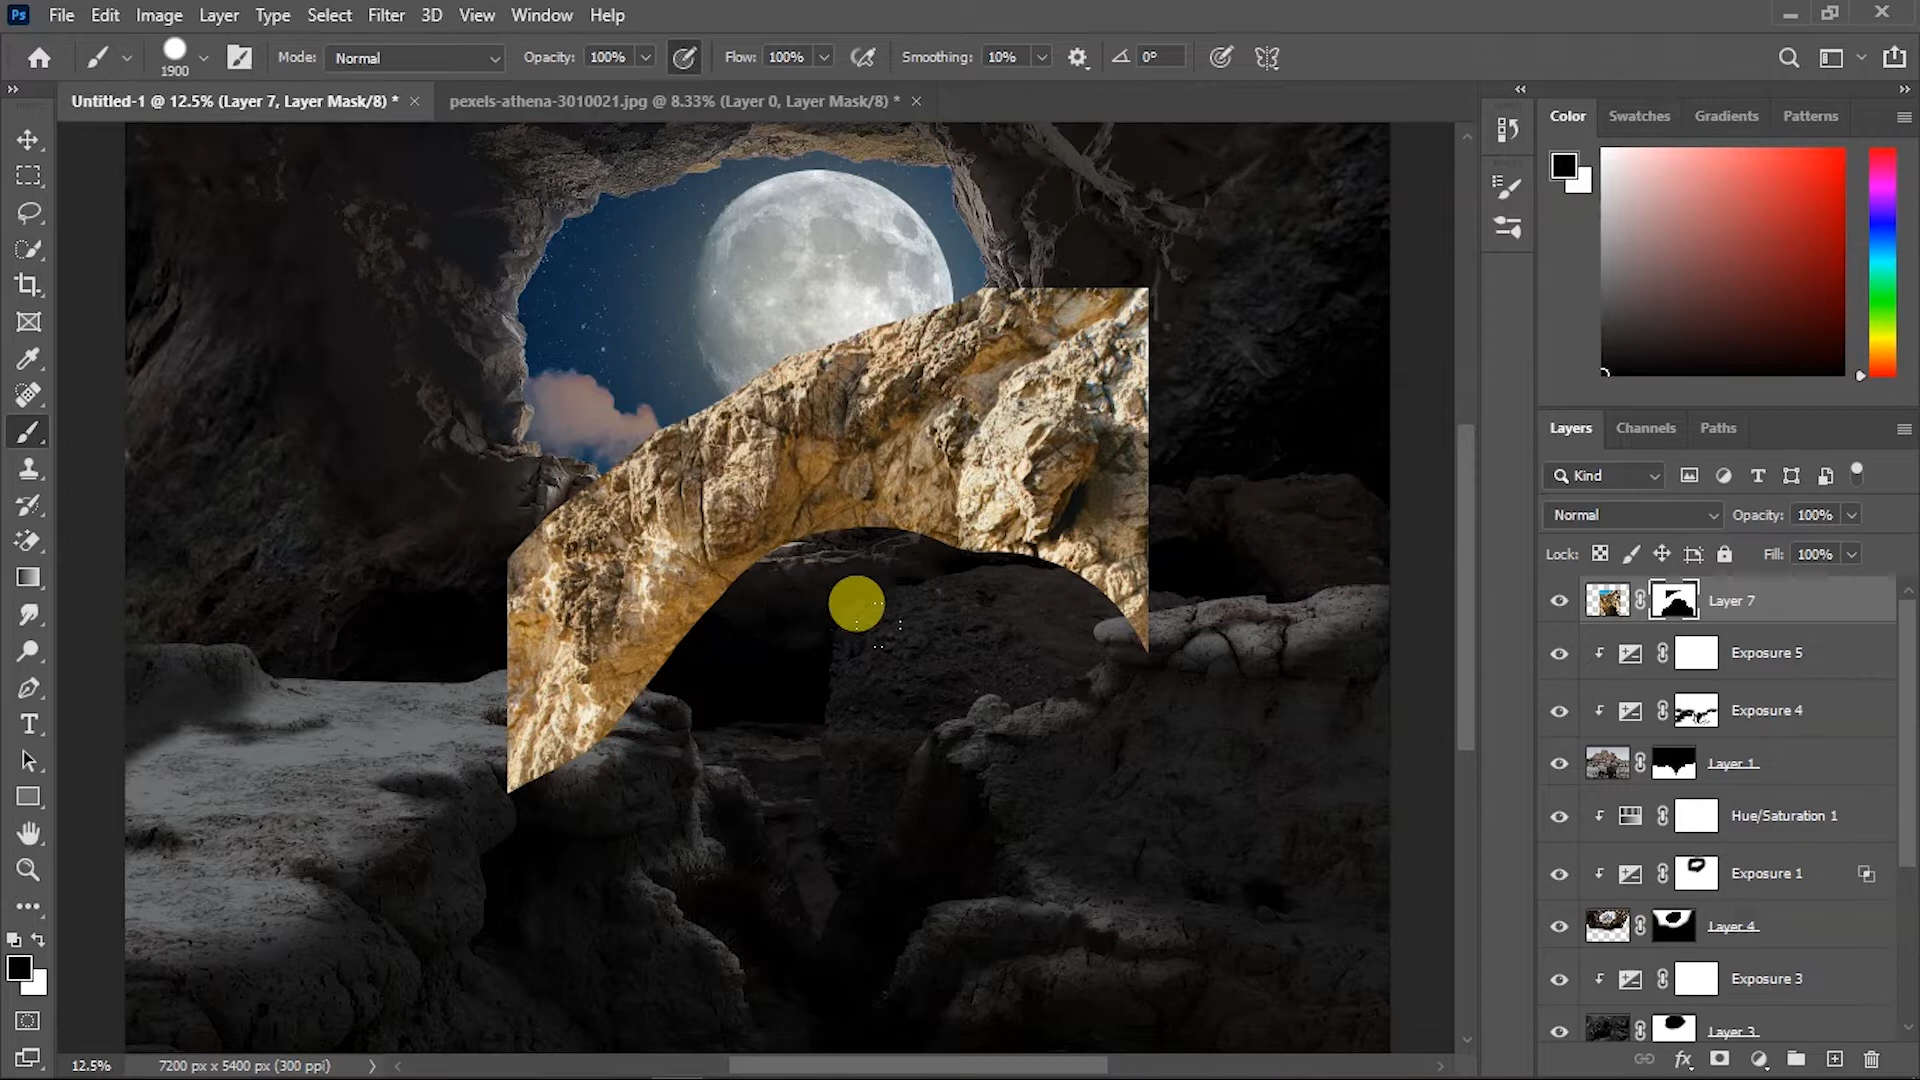 Ps File Edit Image Layer Type Select Filter 3D View Window Help
1900 Mode: Normal Opacity: 100% Flow: 100% Smoothing: 10% 0°
Untitled-1 @ 12.5% (Layer 7, Layer Mask/8) * pexels-athena-3010021.jpg @ 8.33% (Layer 0, Layer Mask/8) *
Color Swatches Gradients Patterns
Layers Channels Paths
Kind
Normal Opacity: 100%
Lock: Fill: 100%
Layer 7
Exposure 5
Exposure 4
Layer 1
Hue/Saturation 1
Exposure 1
Layer 4
Exposure 3
Layer 3
12.5% 7200 px x 5400 px (300 ppi)